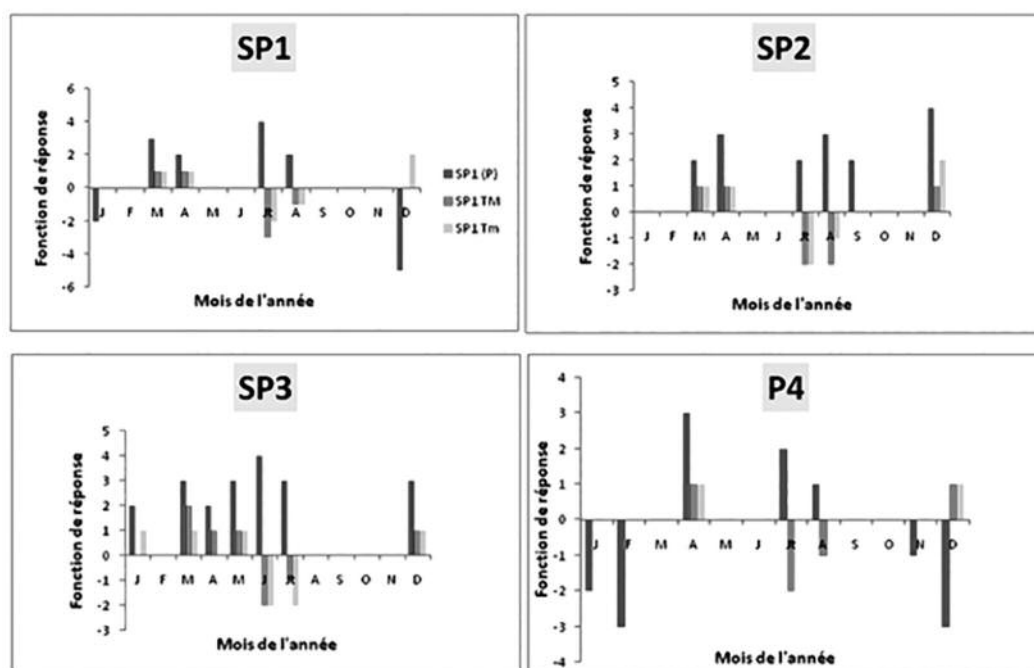 SP1
6
4
2
0
-2
-4
-6
Fonction de réponse
J F M A M J Jt A S O N D
Mois de l'année
SP1 (P)
SP1 TM
SP1 Tm
SP2
5
4
3
2
1
0
-1
-2
-3
Fonction de réponse
J F M A M J Jt A S O N D
Mois de l'année
SP3
5
4
3
2
1
0
-1
-2
-3
Fonction de réponse
J F M A M J Jt A S O N D
Mois de l'année
P4
4
3
2
1
0
-1
-2
-3
-4
Fonction de réponse
J F M A M J Jt A S O N D
Mois de l'année